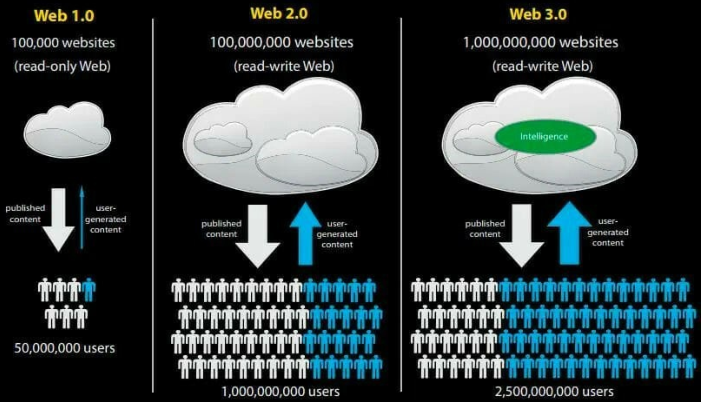 Web 1.0
100,000 websites
(read-only Web)
published
content
user-
generated
content
50,000,000 users
Web 2.0
100,000,000 websites
(read-write Web)
published
content
user-
generated
content
1,000,000,000 users
Web 3.0
1,000,000,000 websites
(read-write Web)
Intelligence
published
content
user-
generated
content
2,500,000,000 users